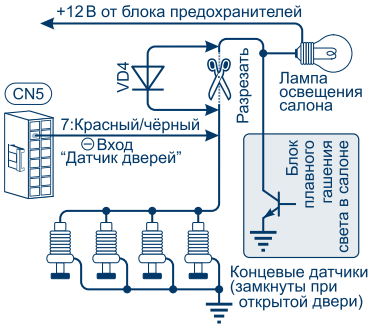 +12 В от блока предохранителей
CN5
VD4
Разрезать
Лампа
освещения
салона
7:Красный/чёрный
⊖ Вход
"Датчик дверей"
Блок
плавного
гашения
света в салоне
Концевые датчики
(замкнуты при
открытой двери)